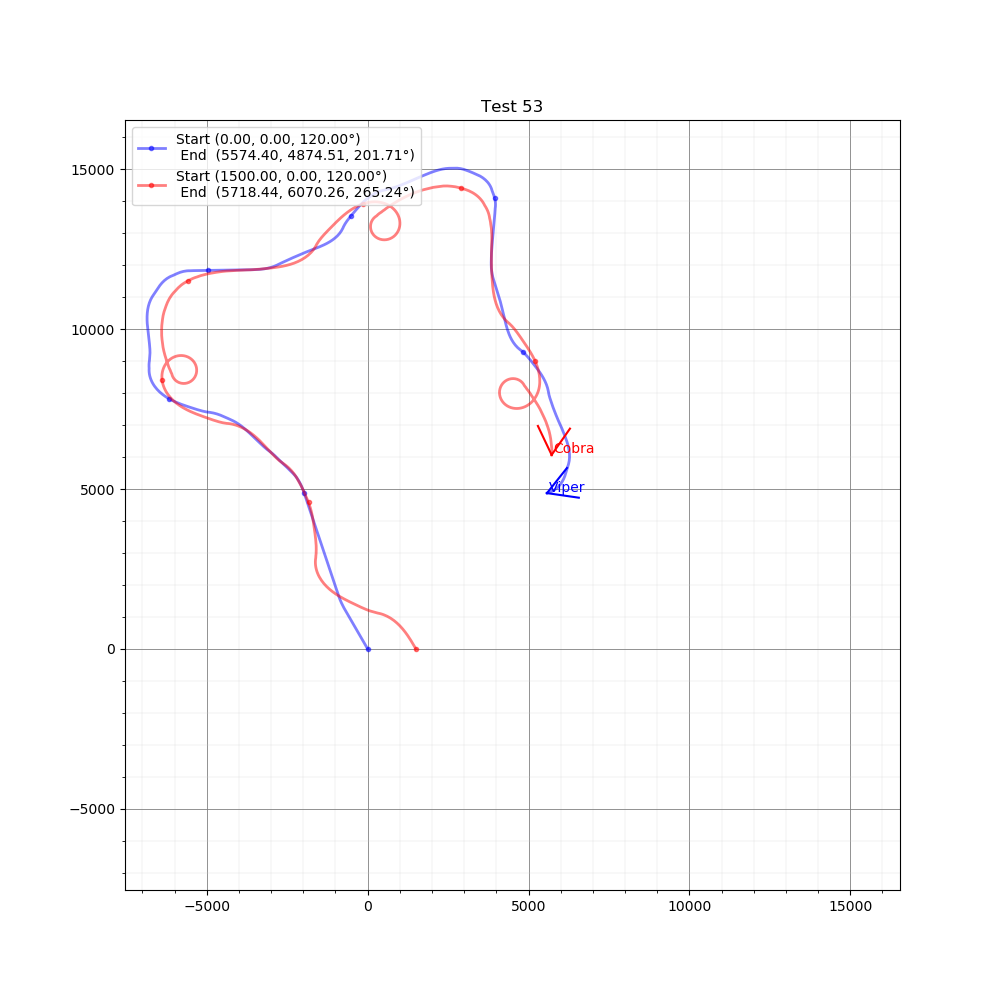 Test 53
Start (0.00, 0.00, 120.00°)
End (5574.40, 4874.51, 201.71°)
Start (1500.00, 0.00, 120.00°)
End (5718.44, 6070.26, 265.24°)
15000
10000
5000
0
−5000
Cobra
Viper
−5000
0
5000
10000
15000